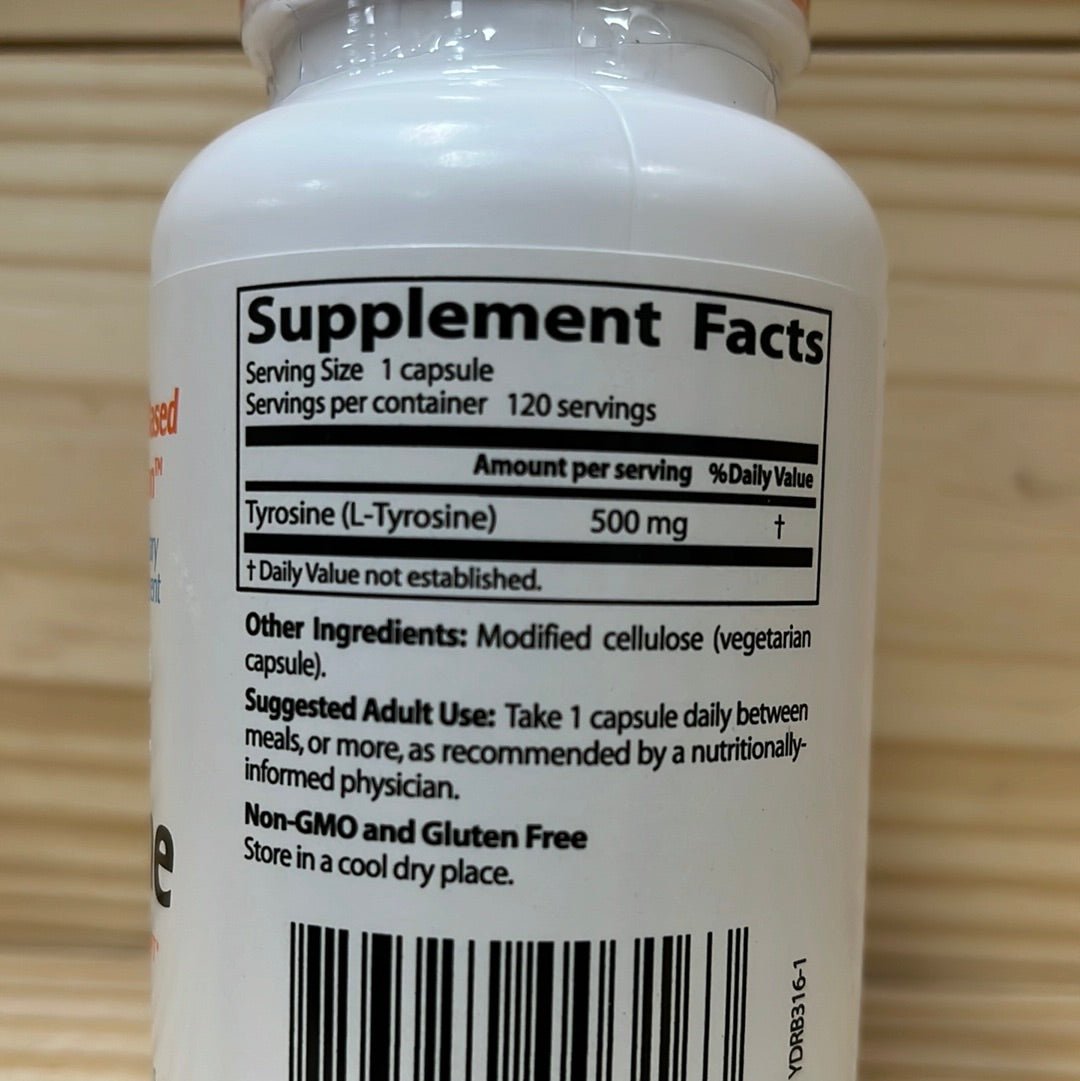 Supplement Facts
Serving Size 1 capsule
Servings per container 120 servings
Amount per serving %Daily Value
Tyrosine (L-Tyrosine) 500 mg †
† Daily Value not established.
Other Ingredients: Modified cellulose (vegetarian
capsule).
Suggested Adult Use: Take 1 capsule daily between
meals, or more, as recommended by a nutritionally-
informed physician.
Non-GMO and Gluten Free
Store in a cool dry place.
YDRB316-1